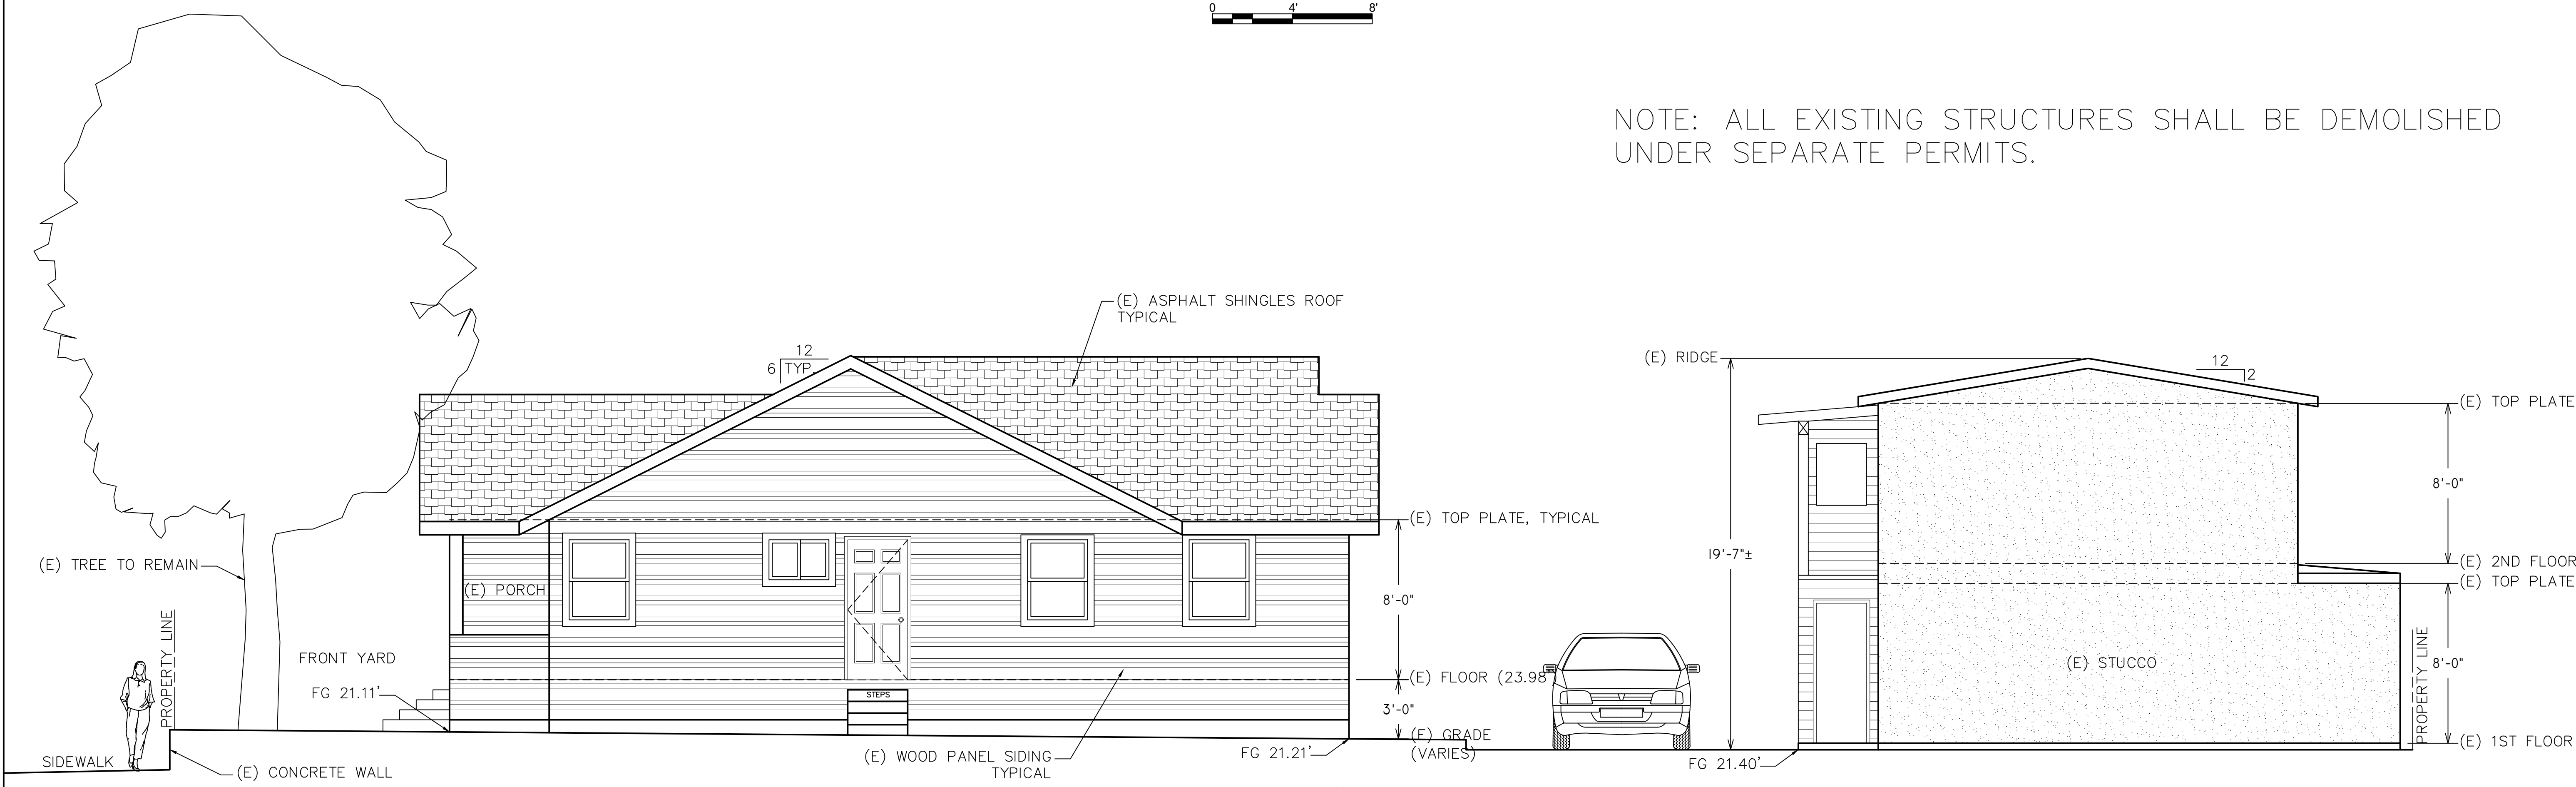 0 4' 8'
NOTE: ALL EXISTING STRUCTURES SHALL BE DEMOLISHED
UNDER SEPARATE PERMITS.
(E) ASPHALT SHINGLES ROOF
TYPICAL
12
6 TYP.
(E) RIDGE
12
2
(E) TOP PLATE
(E) TOP PLATE, TYPICAL
8'-0"
19'-7"±
(E) TREE TO REMAIN
(E) 2ND FLOOR
(E) TOP PLATE
(E) PORCH
8'-0"
PROPERTY LINE
FRONT YARD
(E) STUCCO
8'-0"
PROPERTY LINE
FG 21.11'
(E) FLOOR (23.98'
STEPS
3'-0"
(E) GRADE
(VARIES)
(E) 1ST FLOOR
SIDEWALK
(E) CONCRETE WALL
(E) WOOD PANEL SIDING
TYPICAL
FG 21.21'
FG 21.40'